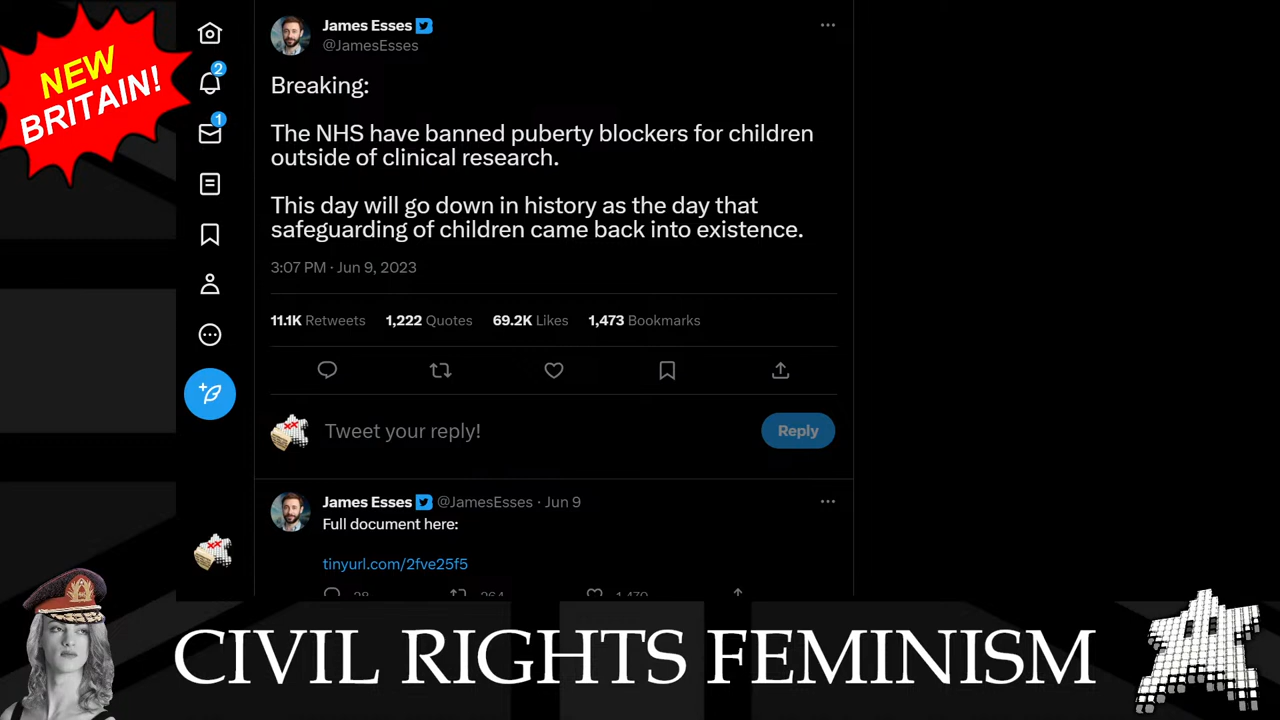 NEW
BRITAIN!
2
1
James Esses
@JamesEsses
Breaking:
The NHS have banned puberty blockers for children
outside of clinical research.
This day will go down in history as the day that
safeguarding of children came back into existence.
3:07 PM · Jun 9, 2023
11.1K Retweets 1,222 Quotes 69.2K Likes 1,473 Bookmarks
Tweet your reply!
Reply
James Esses @JamesEsses · Jun 9
Full document here:
tinyurl.com/2fve25f5
CIVIL RIGHTS FEMINISM